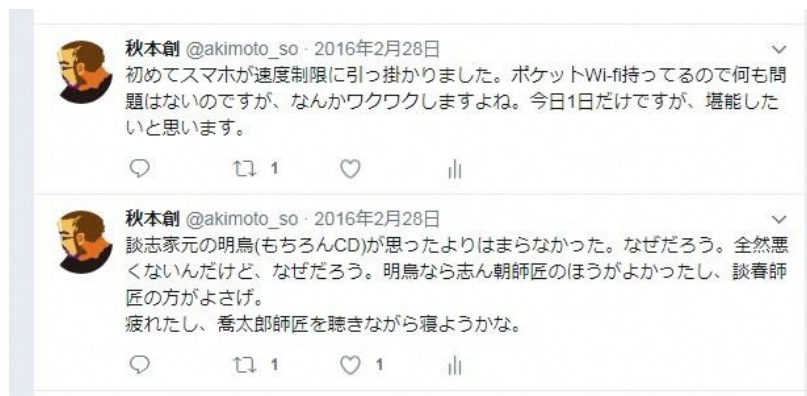 秋本創 @akimoto_so · 2016年2月28日
初めてスマホが速度制限に引っ掛かりました。ポケットWi-fi持ってるので何も問
題はないのですが、なんかワクワクしますよね。今日1日だけですが、堪能した
いと思います。
1
秋本創 @akimoto_so · 2016年2月28日
談志家元の明烏(もちろんCD)が思ったよりはまらなかった。なぜだろう。全然悪
くないんだけど、なぜだろう。明烏なら志ん朝師匠のほうがよかったし、談春師
匠の方がよさげ。
疲れたし、喬太郎師匠を聴きながら寝ようかな。
1 1